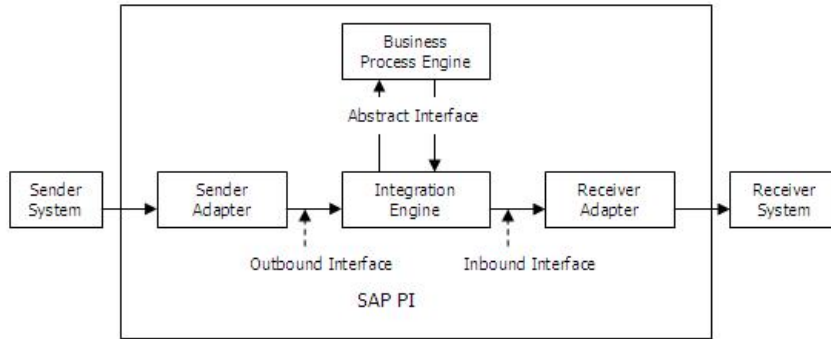 Business
Process Engine
Abstract Interface
Sender
System
Sender
Adapter
Integration
Engine
Receiver
Adapter
Receiver
System
Outbound Interface
Inbound Interface
SAP PI